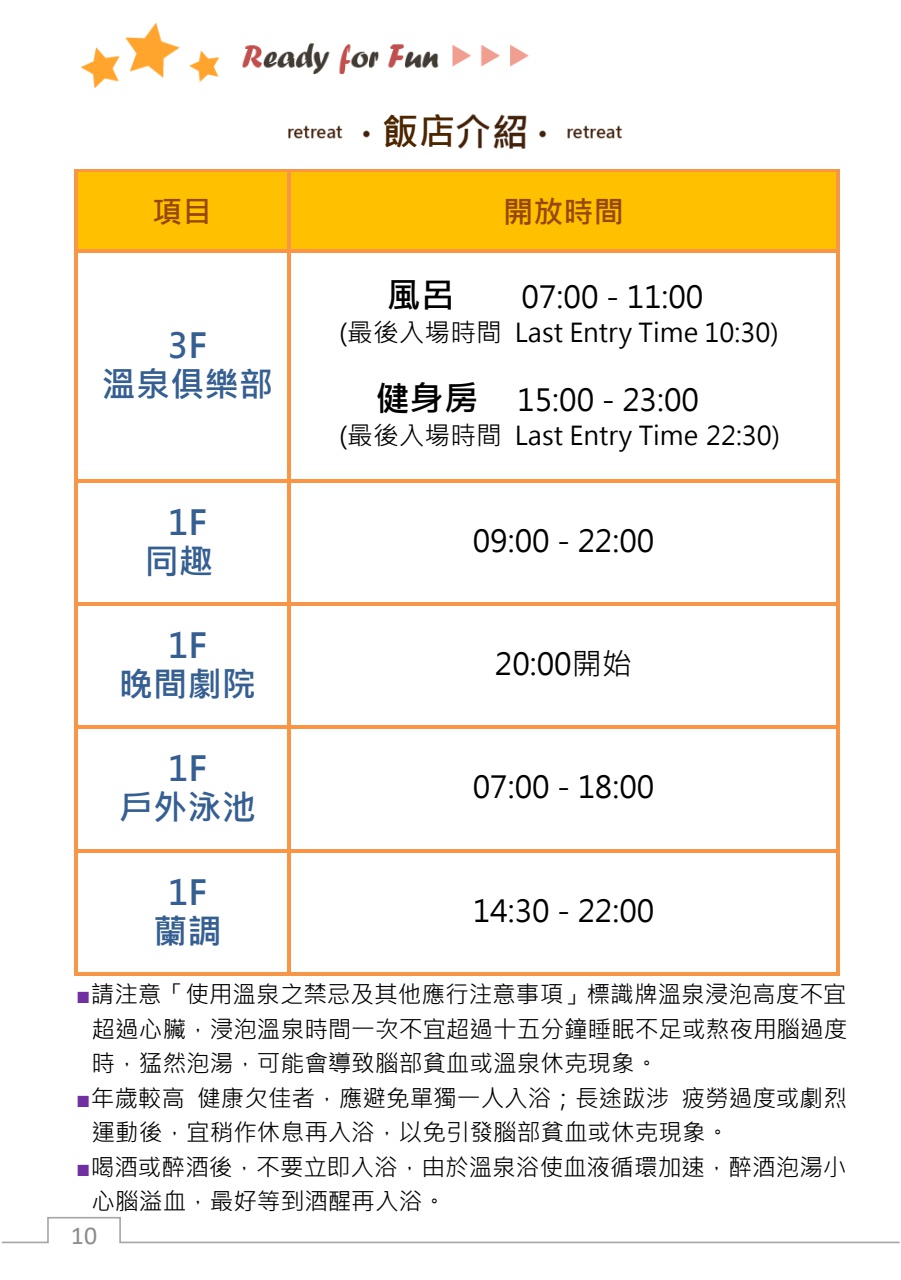 Ready for Fun
retreat ・飯店介紹・ retreat
項目
開放時間
3F
溫泉俱樂部
風呂 07:00 - 11:00
(最後入場時間 Last Entry Time 10:30)
健身房 15:00 - 23:00
(最後入場時間 Last Entry Time 22:30)
1F
同趣
09:00 - 22:00
1F
晚間劇院
20:00開始
1F
戶外泳池
07:00 - 18:00
1F
蘭調
14:30 - 22:00
■請注意「使用溫泉之禁忌及其他應行注意事項」標識牌溫泉浸泡高度不宜
超過心臟，浸泡溫泉時間一次不宜超過十五分鐘睡眠不足或熬夜用腦過度
時，猛然泡湯，可能會導致腦部貧血或溫泉休克現象。
■年歲較高 健康欠佳者，應避免單獨一人入浴；長途跋涉 疲勞過度或劇烈
運動後，宜稍作休息再入浴，以免引發腦部貧血或休克現象。
■喝酒或醉酒後，不要立即入浴，由於溫泉浴使血液循環加速，醉酒泡湯小
心腦溢血，最好等到酒醒再入浴。
10